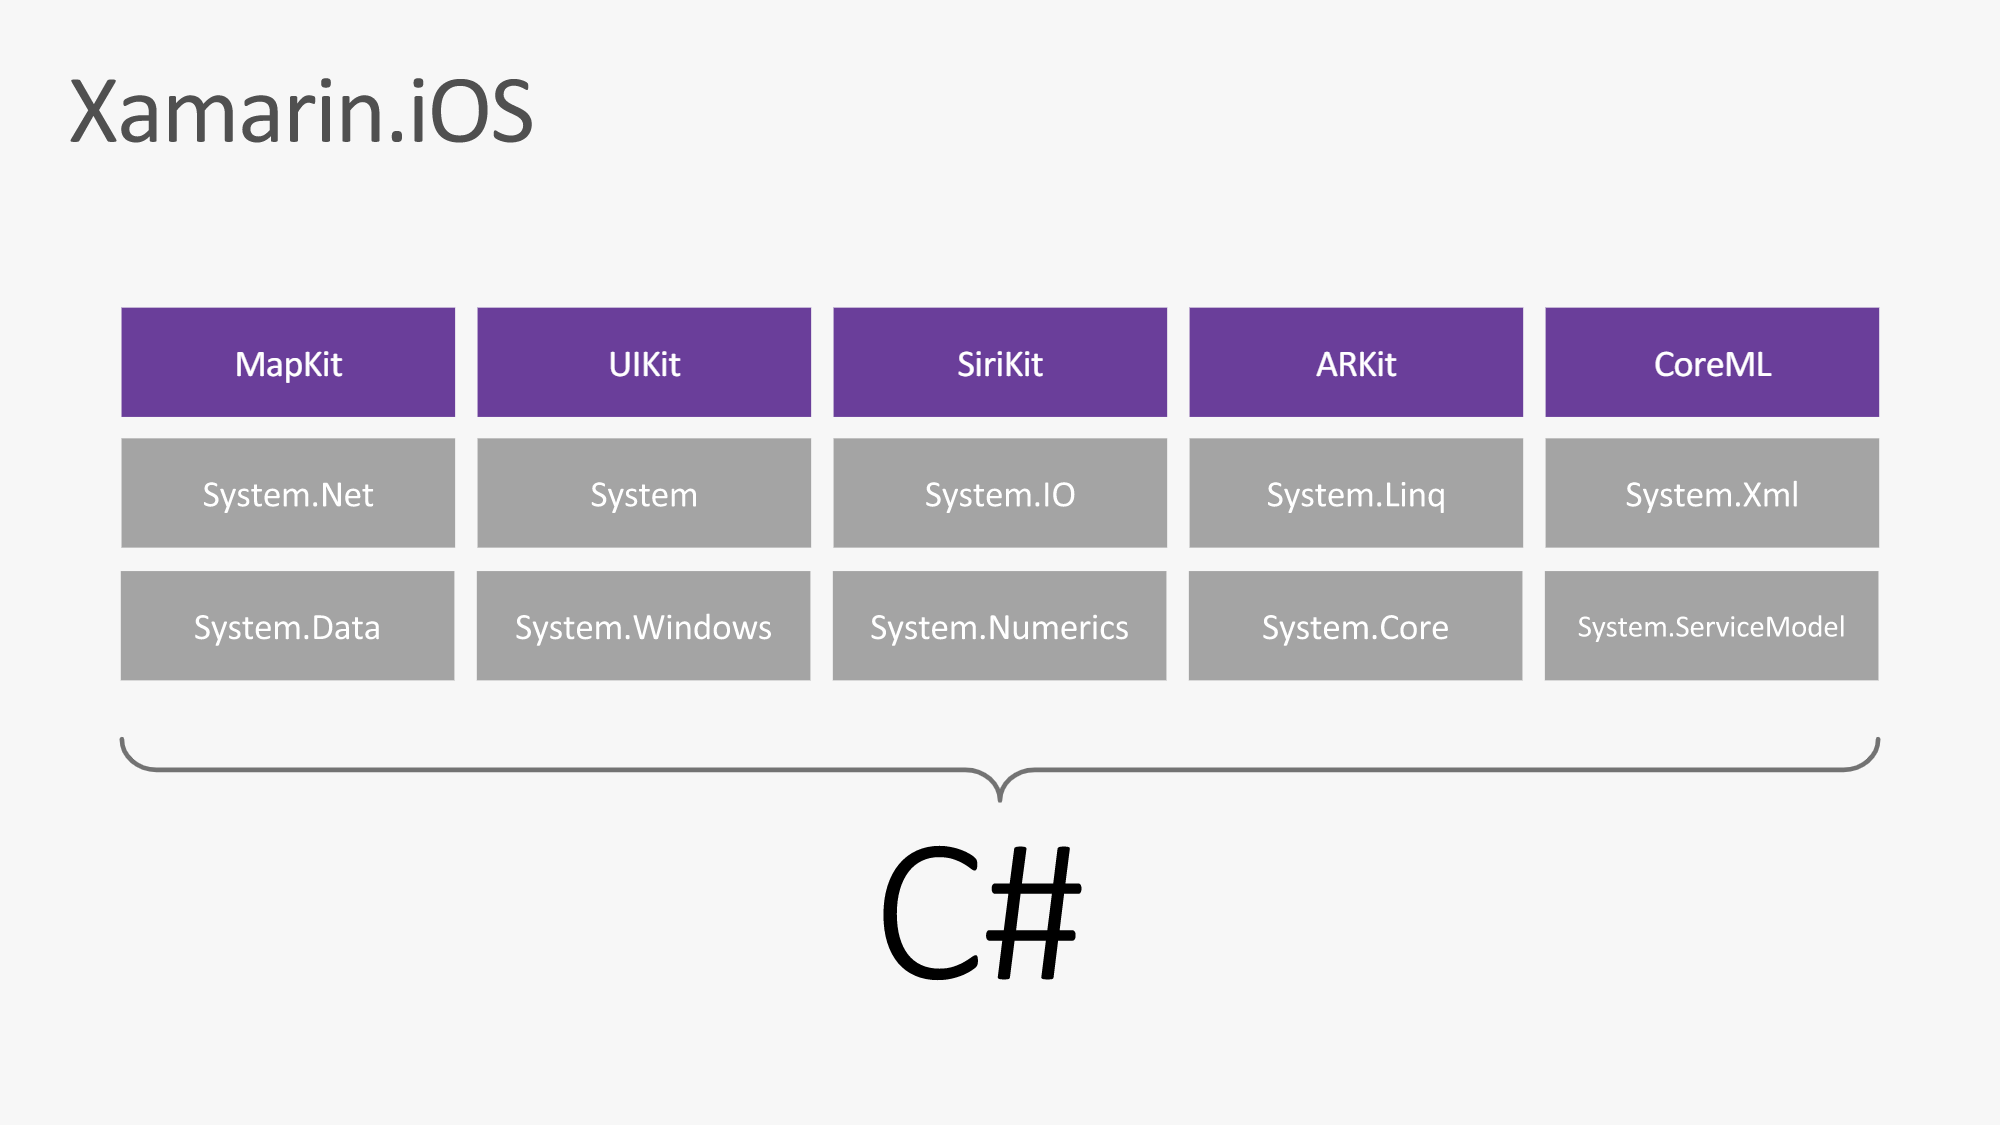 Xamarin.iOS
MapKit UIKit SiriKit ARKit CoreML
System.Net System System.IO System.Linq System.Xml
System.Data System.Windows System.Numerics System.Core System.ServiceModel
C#